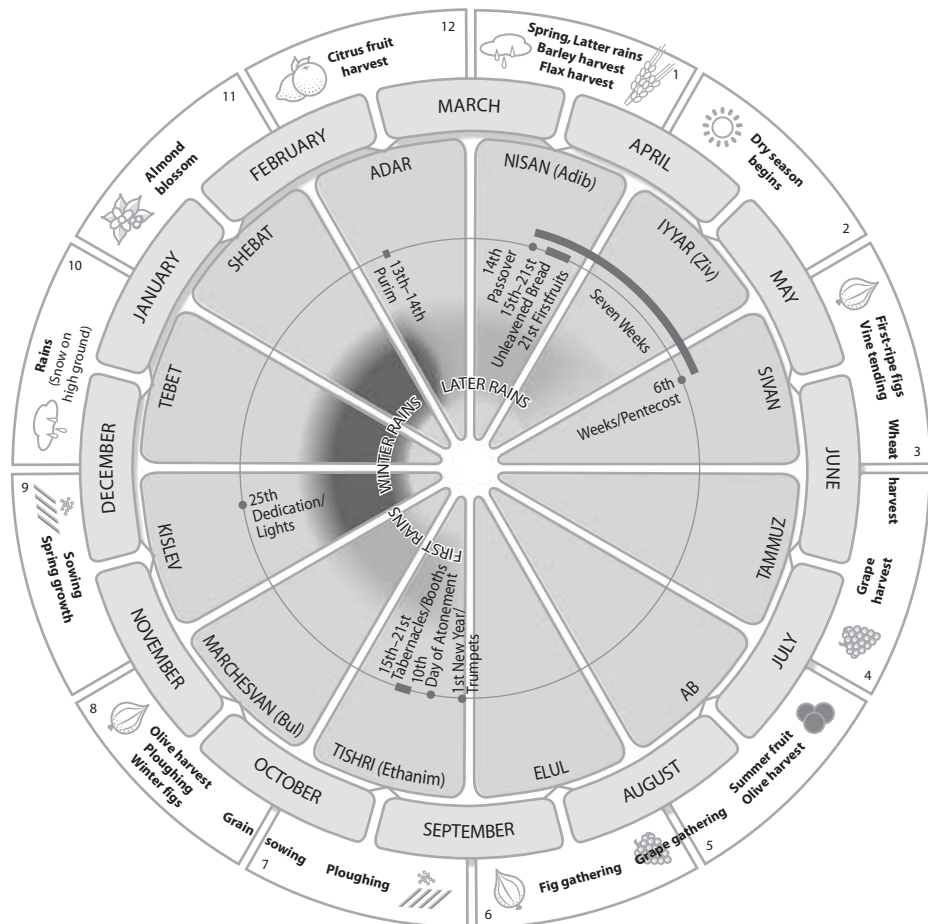 12
Citrus fruit
harvest
Spring, Latter rains
Barley harvest
Flax harvest
1
11
Almond
blossom
Dry season
begins
2
10
Rains
(Snow on
high ground)
First-ripe figs
Vine tending
Wheat
harvest
3
9
Sowing
Spring growth
Grape
harvest
4
8
Olive harvest
Ploughing
Winter figs
Summer fruit
Olive harvest
5
Grain
sowing
Ploughing
7
Fig gathering
Grape gathering
6
MARCH
APRIL
MAY
JUNE
JULY
AUGUST
SEPTEMBER
OCTOBER
NOVEMBER
DECEMBER
JANUARY
FEBRUARY
NISAN (Adib)
IYYAR (Ziv)
SIVAN
TAMMUZ
AB
ELUL
TISHRI (Ethanim)
MARCHESVAN (Bul)
KISLEV
TEBET
SHEBAT
ADAR
14th
Passover
15th–21st
Unleavened Bread
21st Firstfruits
Seven Weeks
6th
Weeks/Pentecost
1st New Year/
Trumpets
10th
Day of Atonement
15th–21st
Tabernacles/Booths
25th
Dedication/
Lights
13th–14th
Purim
LATER RAINS
WINTER RAINS
FIRST RAINS